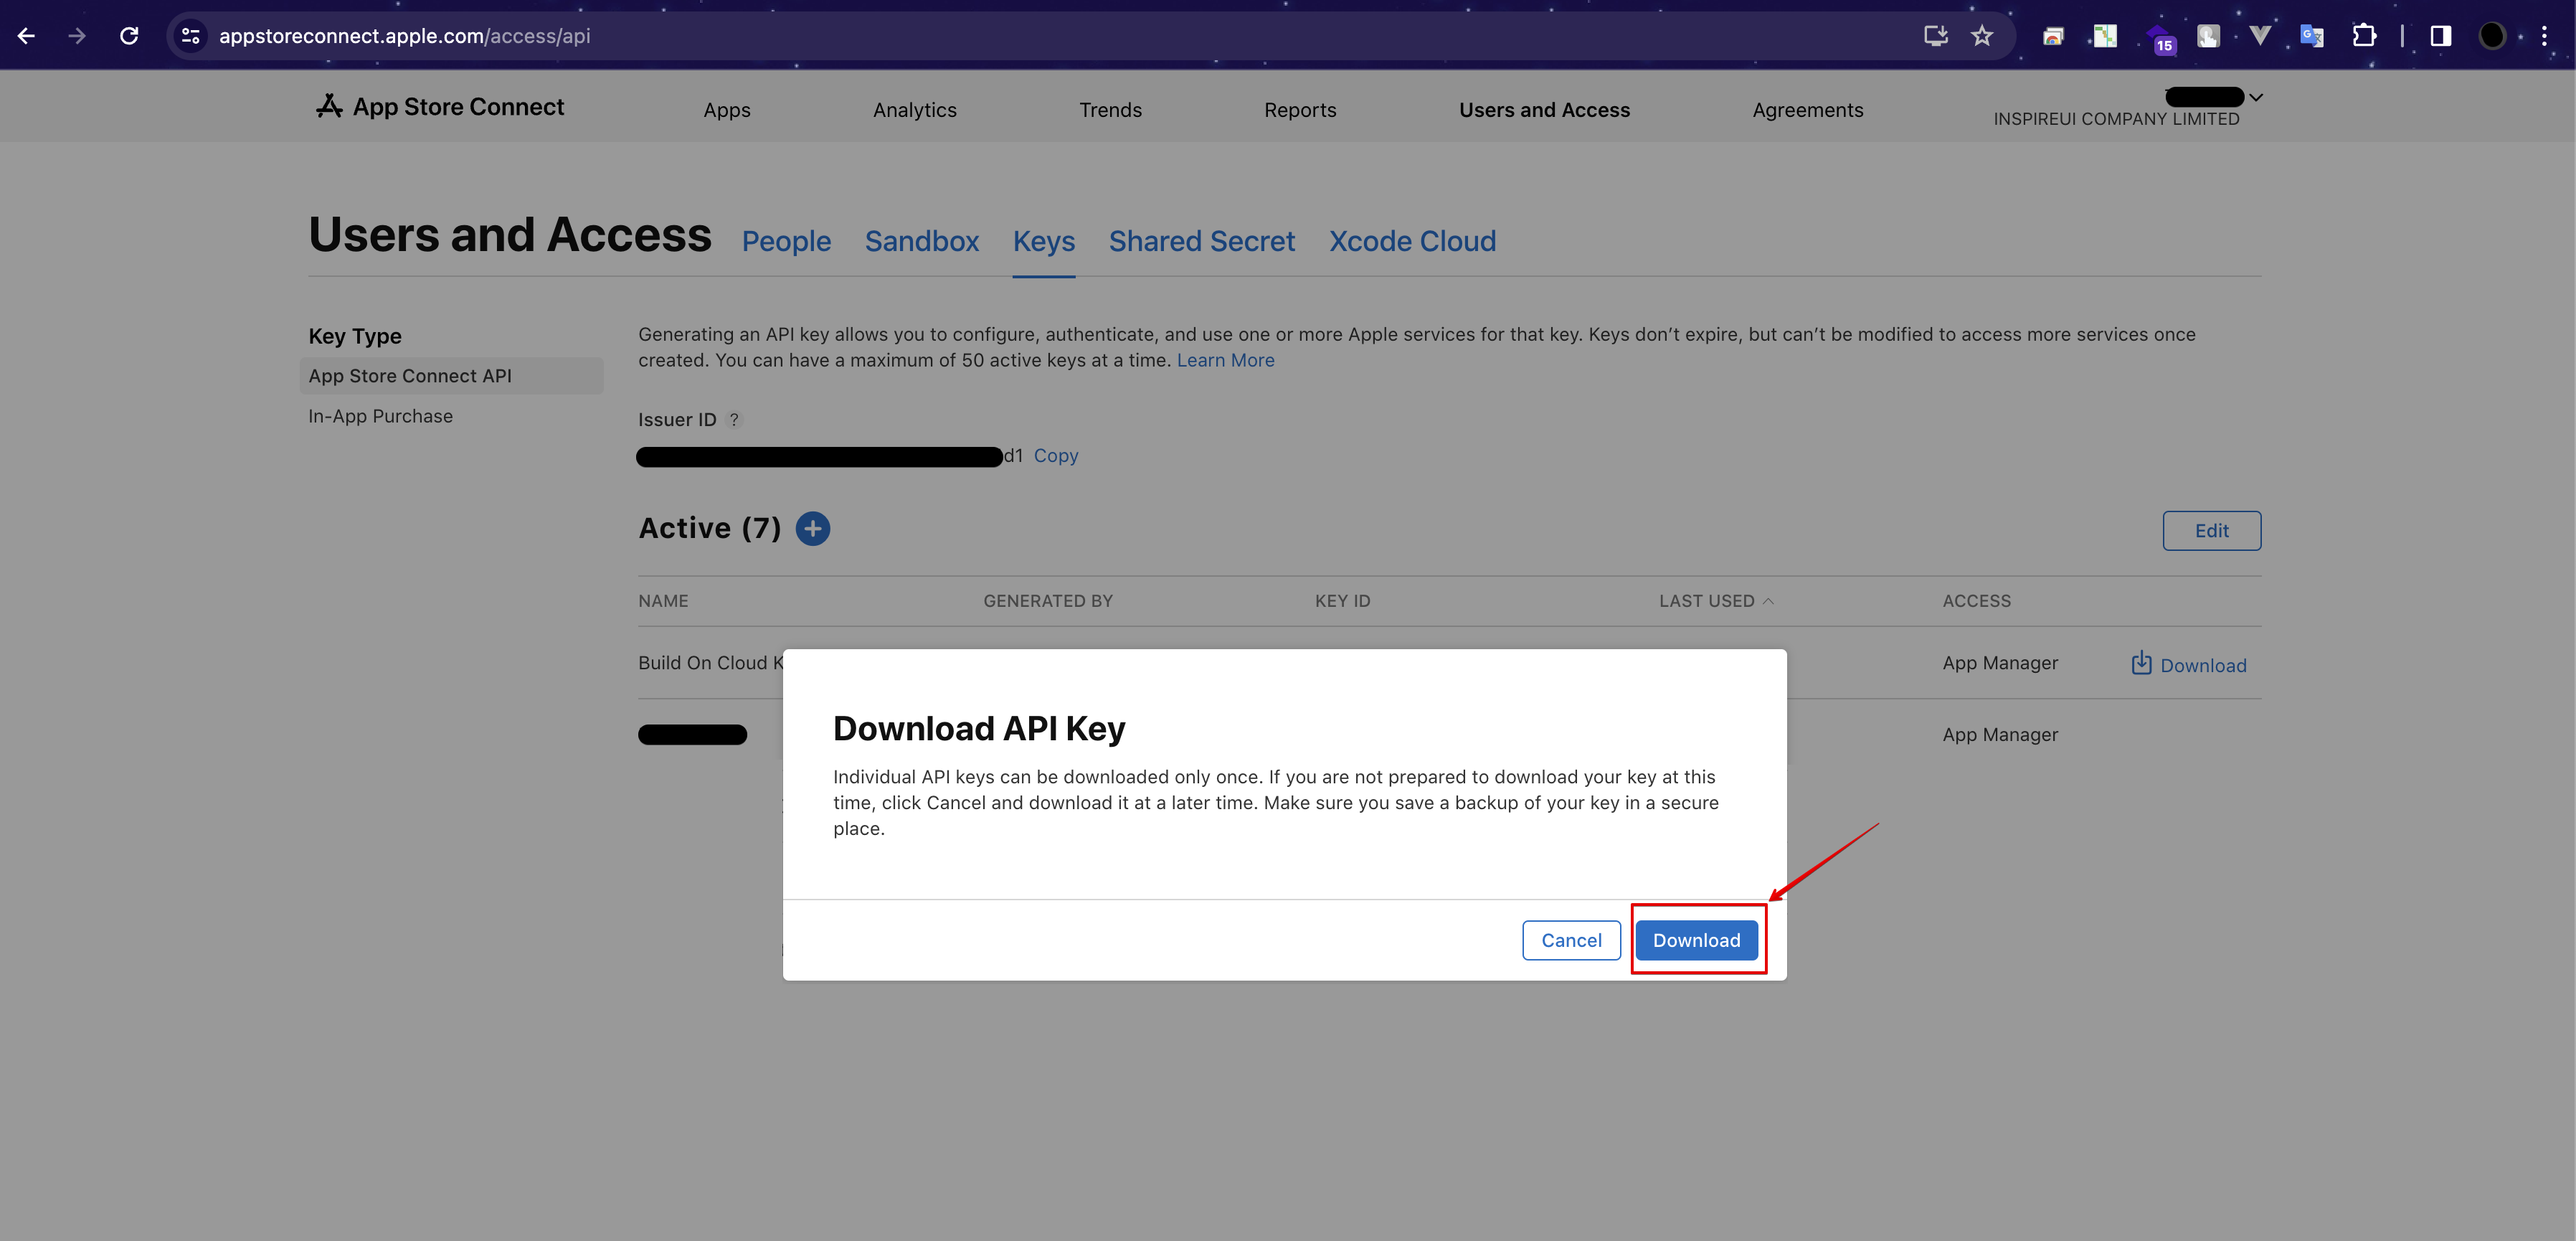 appstoreconnect.apple.com/access/api
15
App Store Connect
Apps
Analytics
Trends
Reports
Users and Access
Agreements
INSPIREUI COMPANY LIMITED
Users and Access
People
Sandbox
Keys
Shared Secret
Xcode Cloud
Key Type
App Store Connect API
In-App Purchase
Generating an API key allows you to configure, authenticate, and use one or more Apple services for that key. Keys don’t expire, but can’t be modified to access more services once
created. You can have a maximum of 50 active keys at a time. Learn More
Issuer ID ?
d1 Copy
Active (7)
Edit
NAME
GENERATED BY
KEY ID
LAST USED
ACCESS
Build On Cloud K
App Manager
Download
App Manager
Download API Key
Individual API keys can be downloaded only once. If you are not prepared to download your key at this
time, click Cancel and download it at a later time. Make sure you save a backup of your key in a secure
place.
Cancel
Download